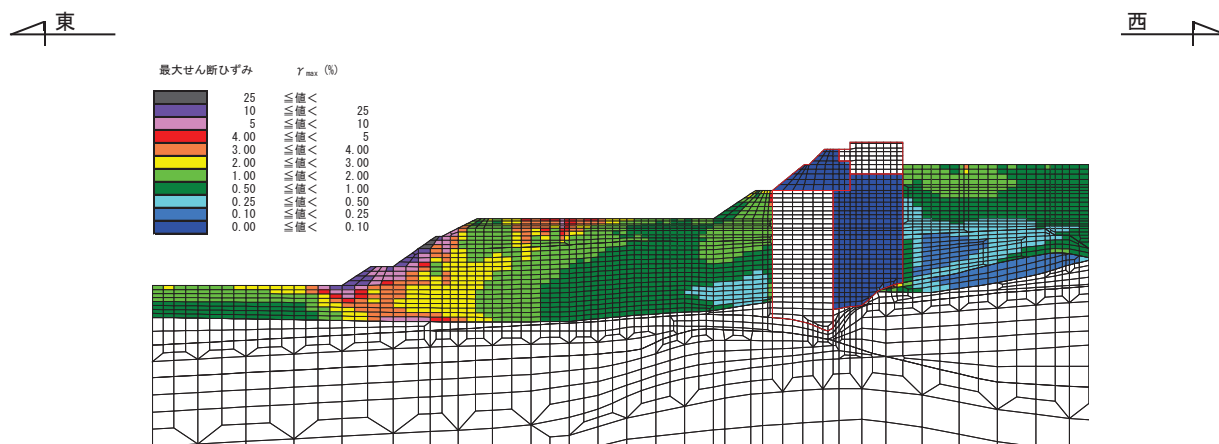 東
西
最大せん断ひずみ γmax (%)
25 ≦値<
10 ≦値< 25
5 ≦値< 10
4.00 ≦値< 5
3.00 ≦値< 4.00
2.00 ≦値< 3.00
1.00 ≦値< 2.00
0.50 ≦値< 1.00
0.25 ≦値< 0.50
0.10 ≦値< 0.25
0.00 ≦値< 0.10